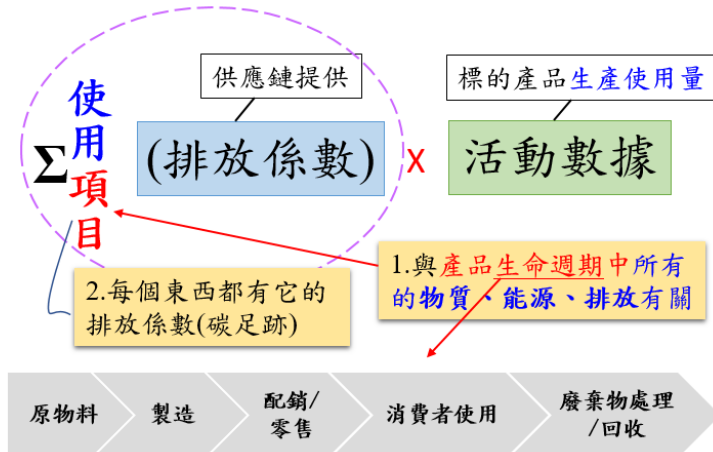 供應鏈提供
標的產品生產使用量
Σ
使用項目
(排放係數)
X
活動數據
2.每個東西都有它的
排放係數(碳足跡)
1.與產品生命週期中所有
的物質、能源、排放有關
原物料
製造
配銷/
零售
消費者使用
廢棄物處理
/回收